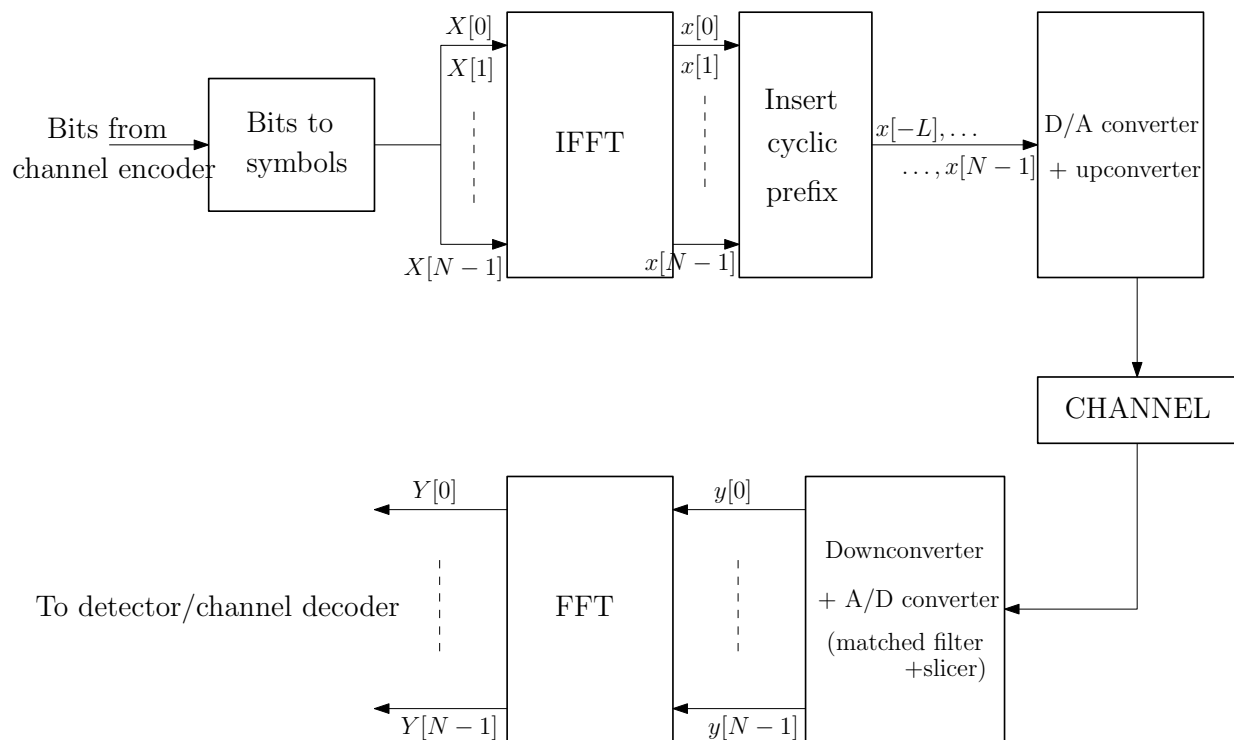 Bits from
channel encoder
Bits to
symbols
X[0]
X[1]
X[N − 1]
IFFT
x[0]
x[1]
x[N − 1]
Insert
cyclic
prefix
x[−L], …
…, x[N − 1]
D/A converter
+ upconverter
CHANNEL
Downconverter
+ A/D converter
(matched filter
+slicer)
y[0]
y[N − 1]
FFT
Y[0]
Y[N − 1]
To detector/channel decoder